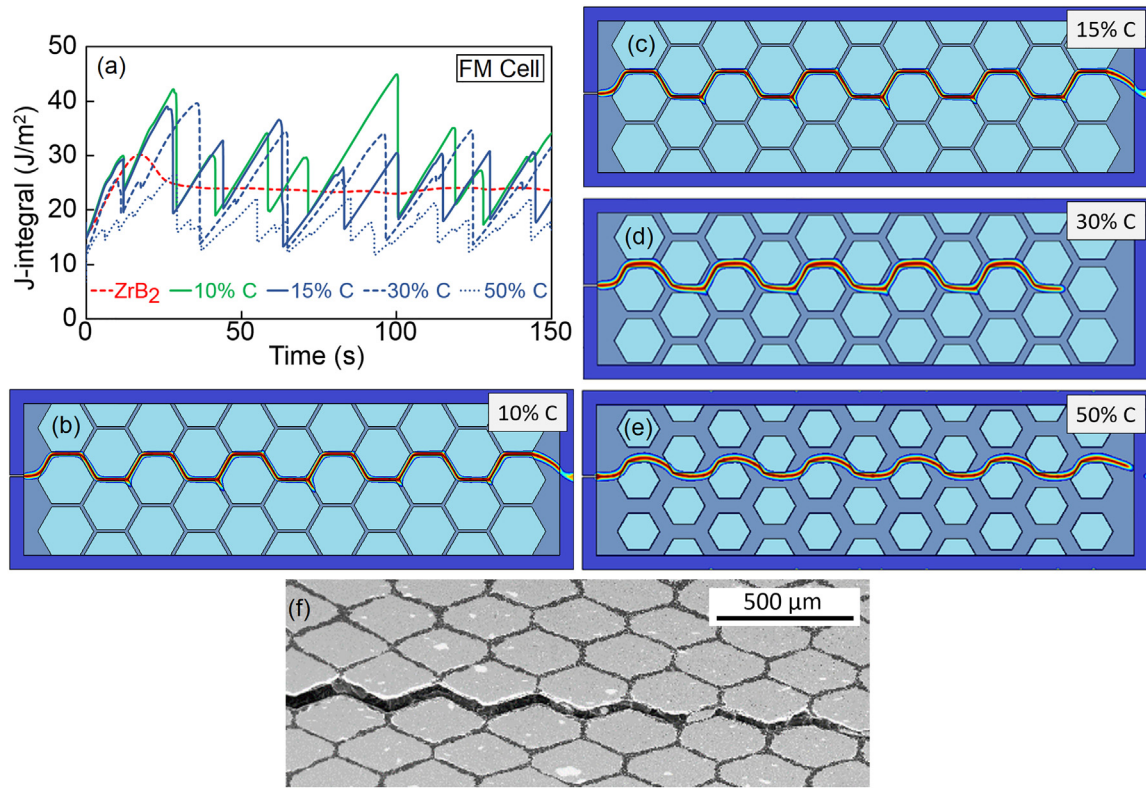 (a)
FM Cell
J-integral (J/m²)
50
40
30
20
10
0
ZrB₂
10% C
15% C
30% C
50% C
0
50
100
150
Time (s)
(c)
15% C
(d)
30% C
(b)
10% C
(e)
50% C
(f)
500 µm